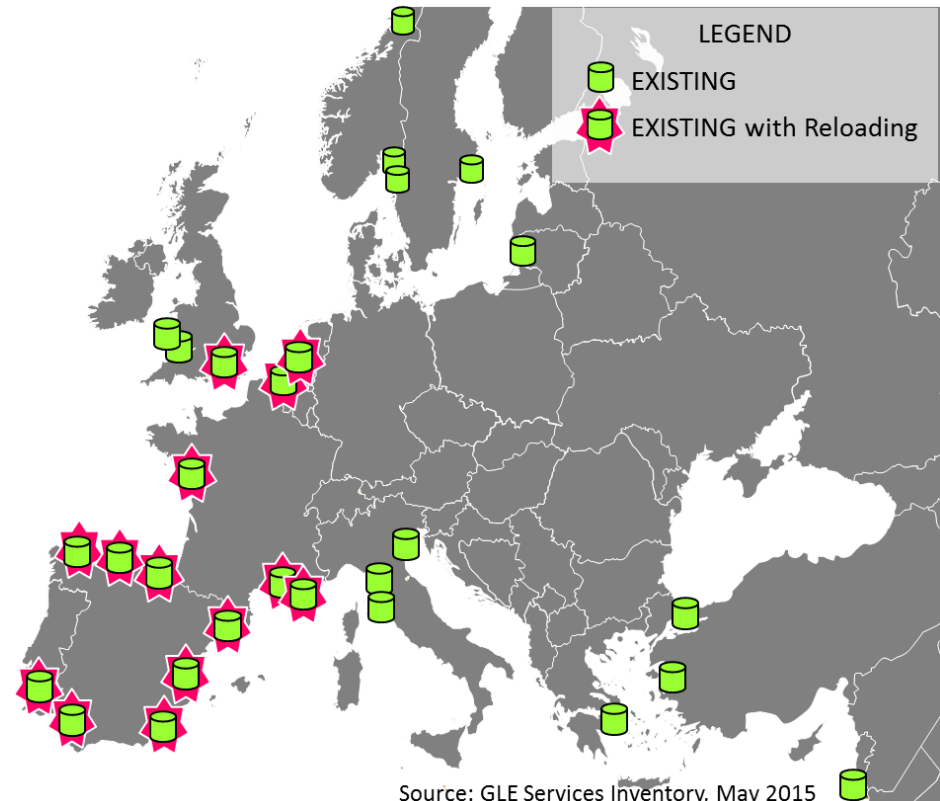 LEGEND
EXISTING
EXISTING with Reloading
Source: GLE Services Inventory, May 2015